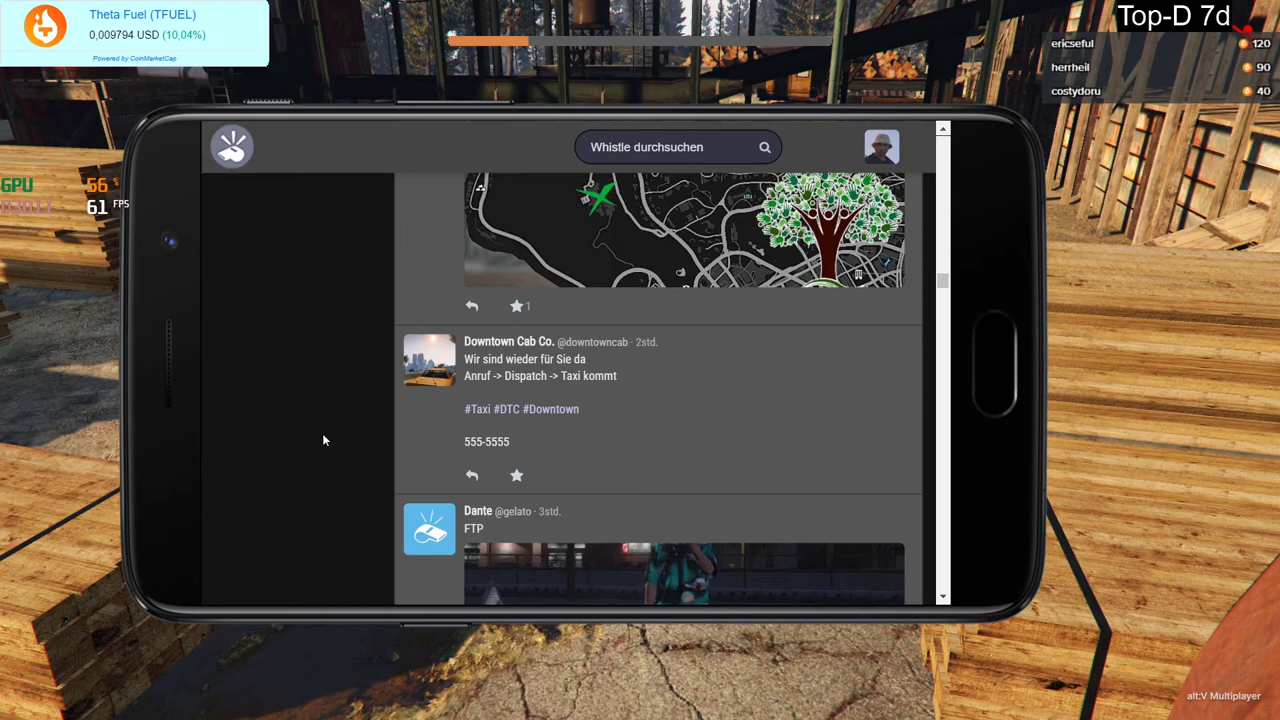 Theta Fuel (TFUEL)
0,009794 USD (10,04%)
Powered by CoinMarketCap
Top-D 7d
ericseful 120
herrheil 90
costydoru 40
GPU 56 %
61 FPS
Whistle durchsuchen
1
Downtown Cab Co. @downtowncab · 2std.
Wir sind wieder für Sie da
Anruf -> Dispatch -> Taxi kommt
#Taxi #DTC #Downtown
555-5555
Dante @gelato · 3std.
FTP
alt:V Multiplayer